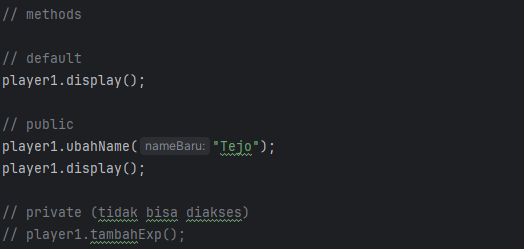 // methods
// default
player1.display();
// public
player1.ubahName( nameBaru: "Tejo");
player1.display();
// private (tidak bisa diakses)
// player1.tambahExp();